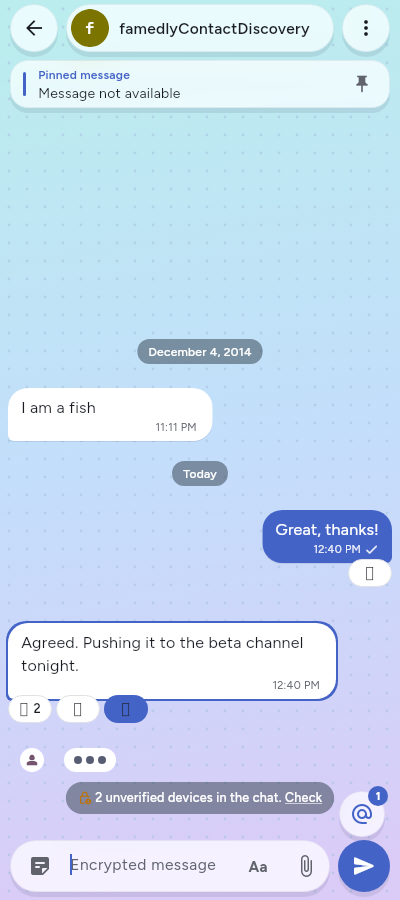 f
famedlyContactDiscovery
Pinned message
Message not available
December 4, 2014
I am a fish
11:11 PM
Today
Great, thanks!
12:40 PM
Agreed. Pushing it to the beta channel
tonight.
12:40 PM
2
2 unverified devices in the chat. Check
1
@
Encrypted message
Aa